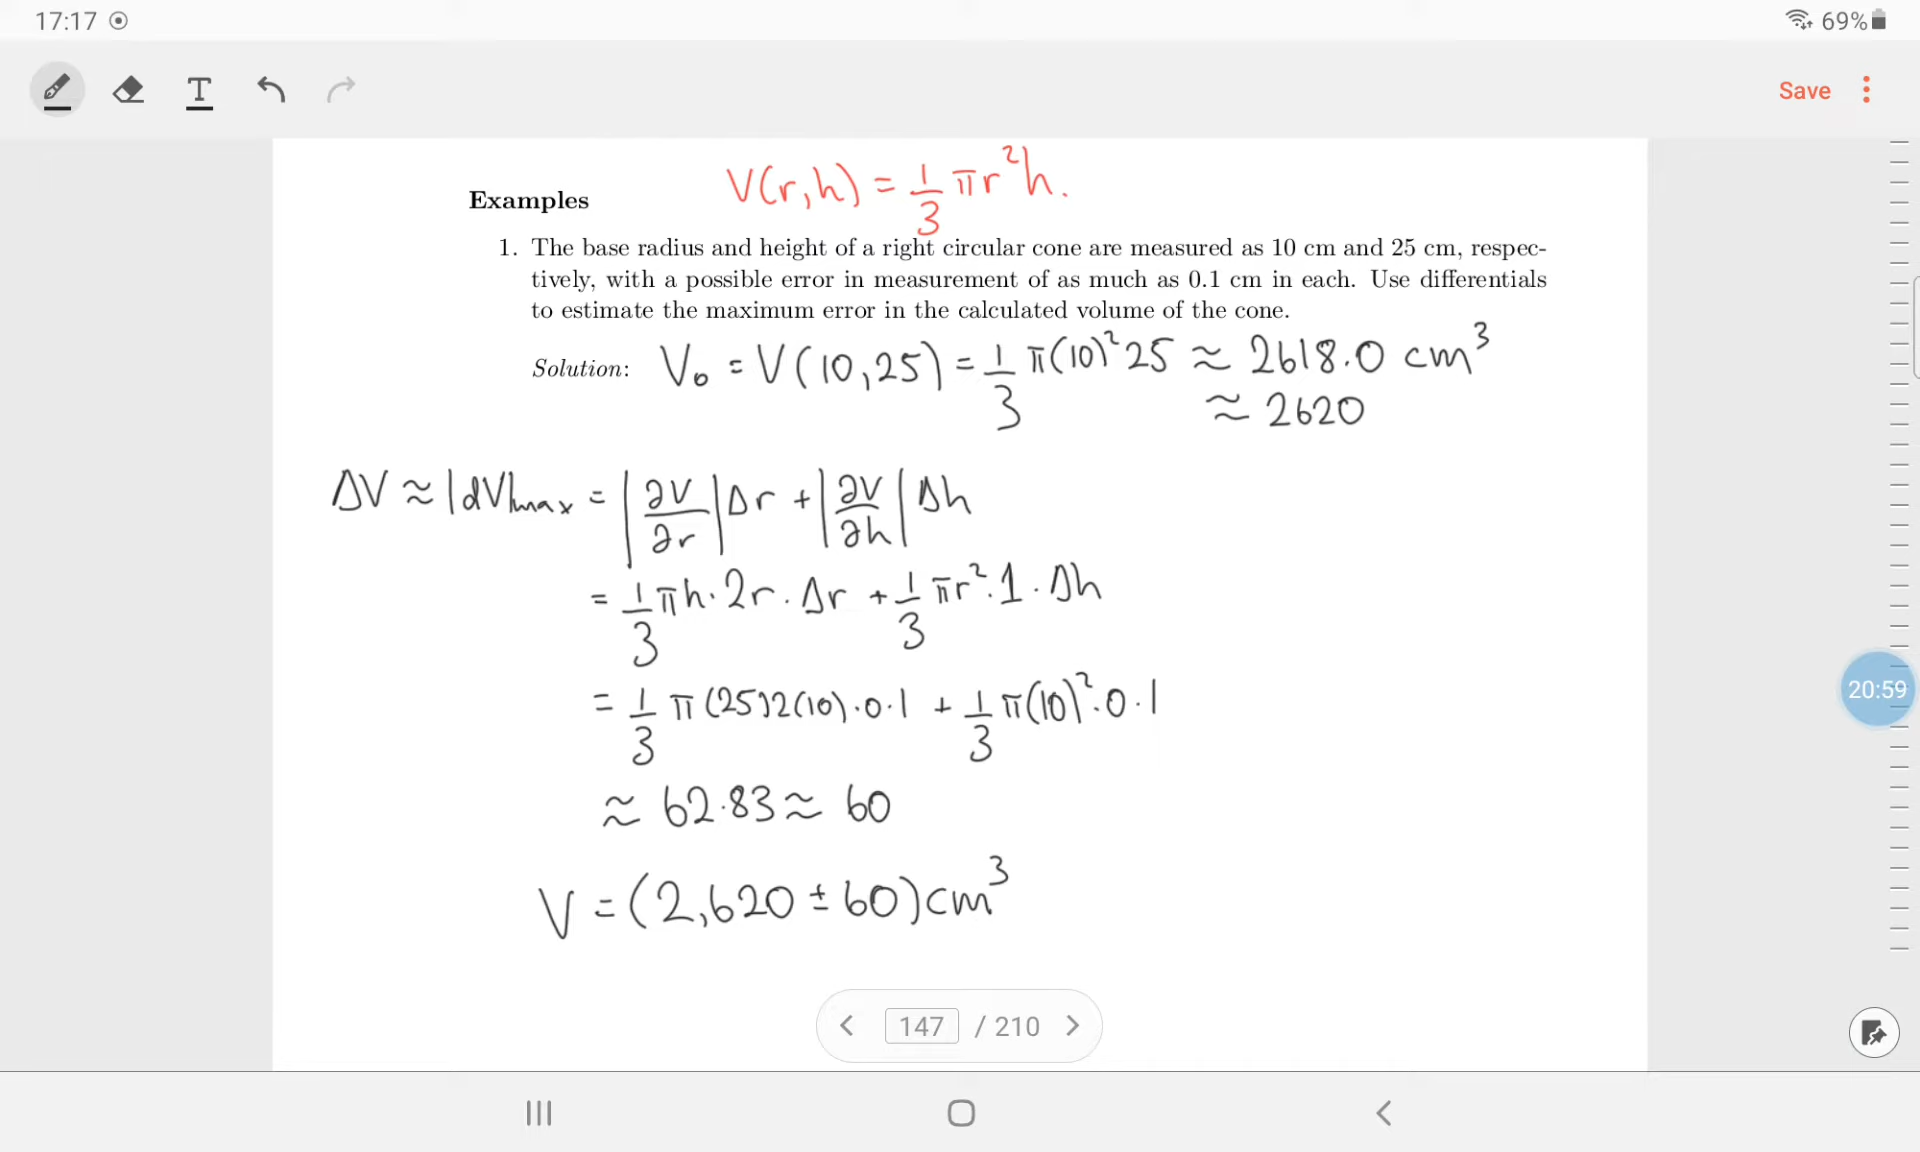 17:17
69%
T
Save
V(r,h) = 1/3 πr²h.
Examples
1. The base radius and height of a right circular cone are measured as 10 cm and 25 cm, respec-
tively, with a possible error in measurement of as much as 0.1 cm in each. Use differentials
to estimate the maximum error in the calculated volume of the cone.
Solution: V₀ = V(10,25) = 1/3 π(10)² 25 ≈ 2618.0 cm³
≈ 2620
ΔV ≈ |dV|max = |∂V/∂r| Δr + |∂V/∂h| Δh
= 1/3 πh · 2r · Δr + 1/3 πr² · 1 · Δh
= 1/3 π(25)2(10) · 0.1 + 1/3 π(10)² · 0.1
20:59
≈ 62.83 ≈ 60
V = (2,620 ± 60) cm³
147 / 210